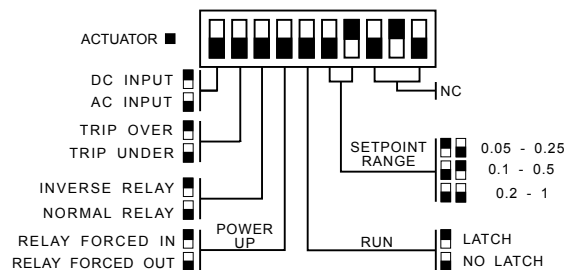 ACTUATOR
DC INPUT
AC INPUT
NC
TRIP OVER
TRIP UNDER
SETPOINT
RANGE
0.05 - 0.25
0.1 - 0.5
0.2 - 1
INVERSE RELAY
NORMAL RELAY
POWER
UP
RELAY FORCED IN
RELAY FORCED OUT
RUN
LATCH
NO LATCH